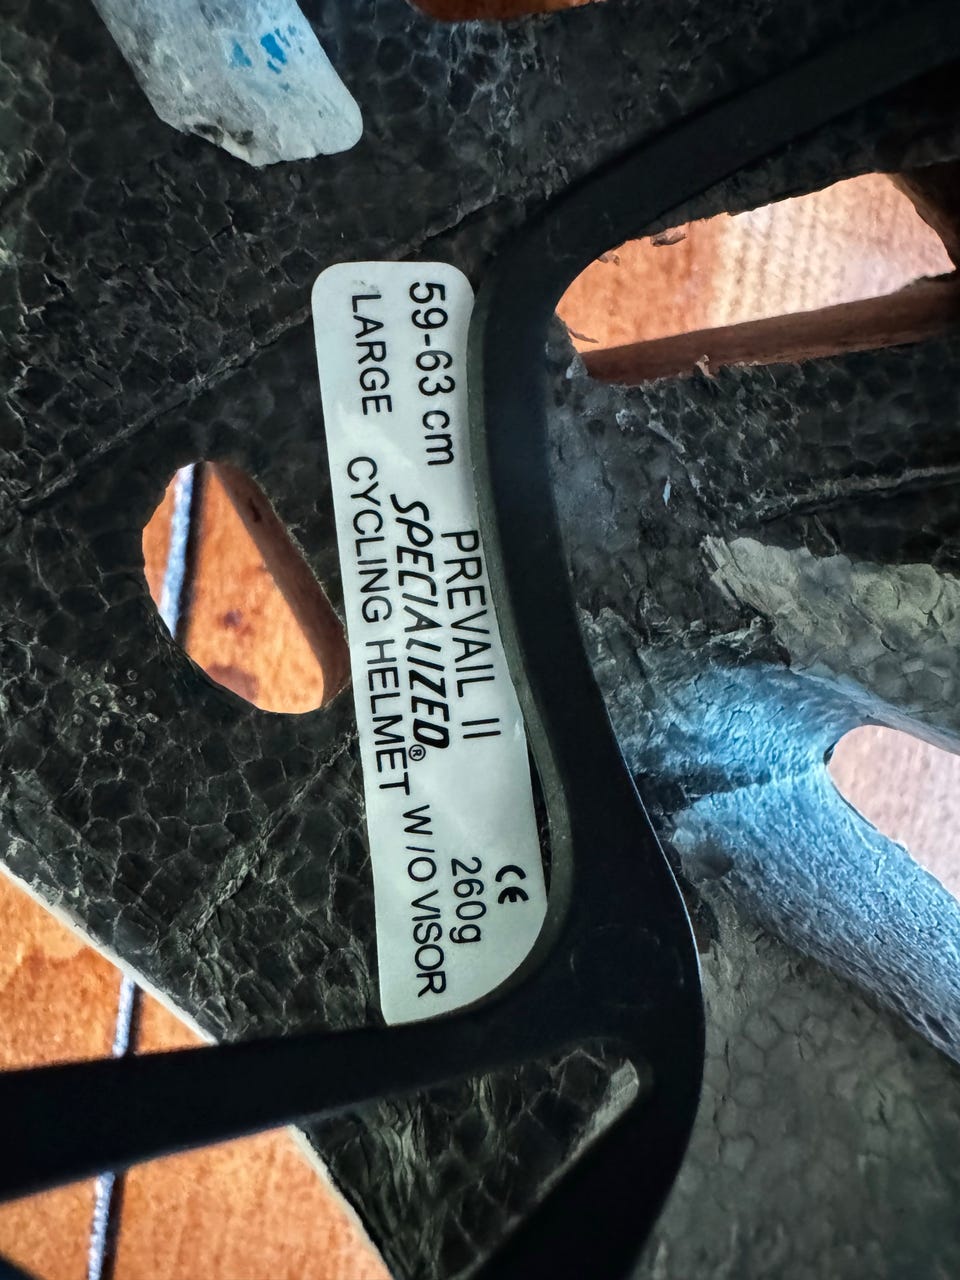 PREVAIL II CE
59-63 cm SPECIALIZED® 260g
LARGE CYCLING HELMET W/O VISOR